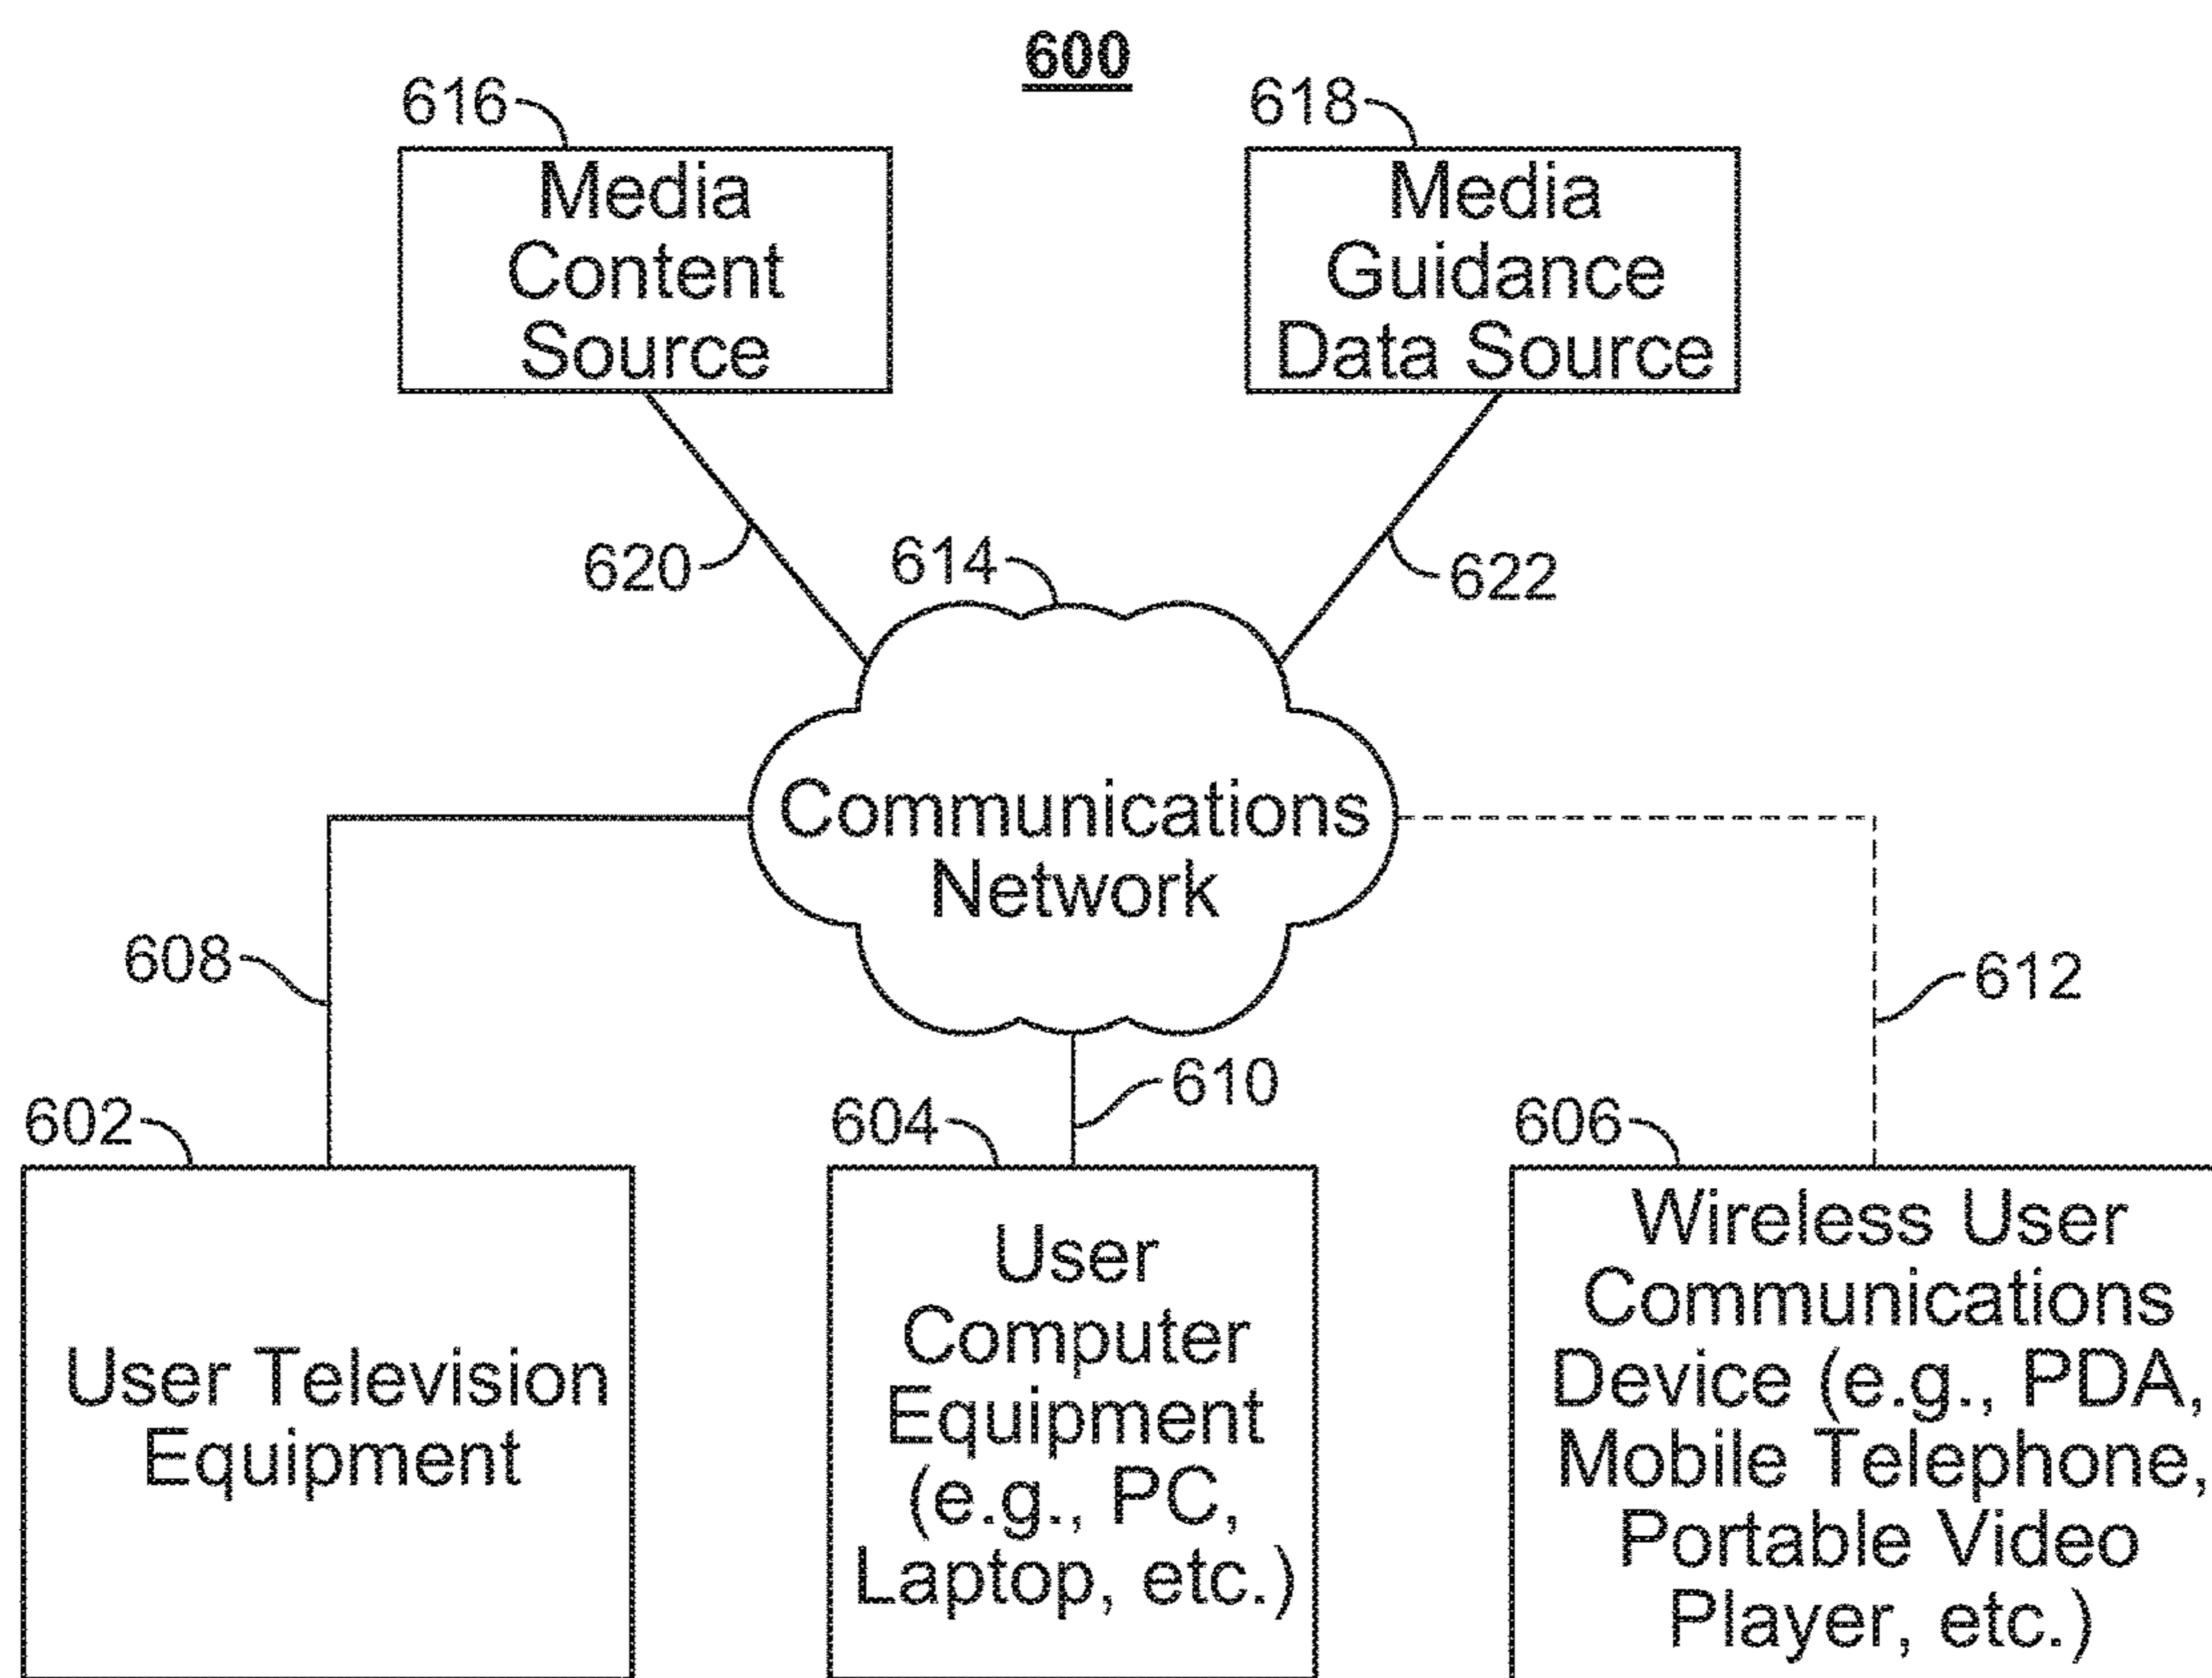 600
616
618
Media
Content
Source
Media
Guidance
Data Source
620
614
622
Communications
Network
608
612
610
602
604
606
User Television
Equipment
User
Computer
Equipment
(e.g., PC,
Laptop, etc.)
Wireless User
Communications
Device (e.g., PDA,
Mobile Telephone,
Portable Video
Player, etc.)